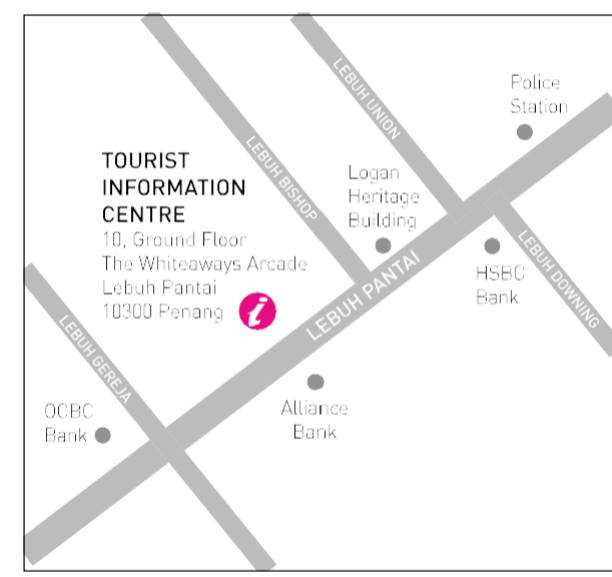 Police
Station
LEBUH UNION
LEBUH BISHOP
TOURIST
INFORMATION
CENTRE
10, Ground Floor
The Whiteaways Arcade
Lebuh Pantai
10300 Penang
i
Logan
Heritage
Building
LEBUH PANTAI
HSBC
Bank
LEBUH DOWNING
LEBUH GEREJA
OCBC
Bank
Alliance
Bank